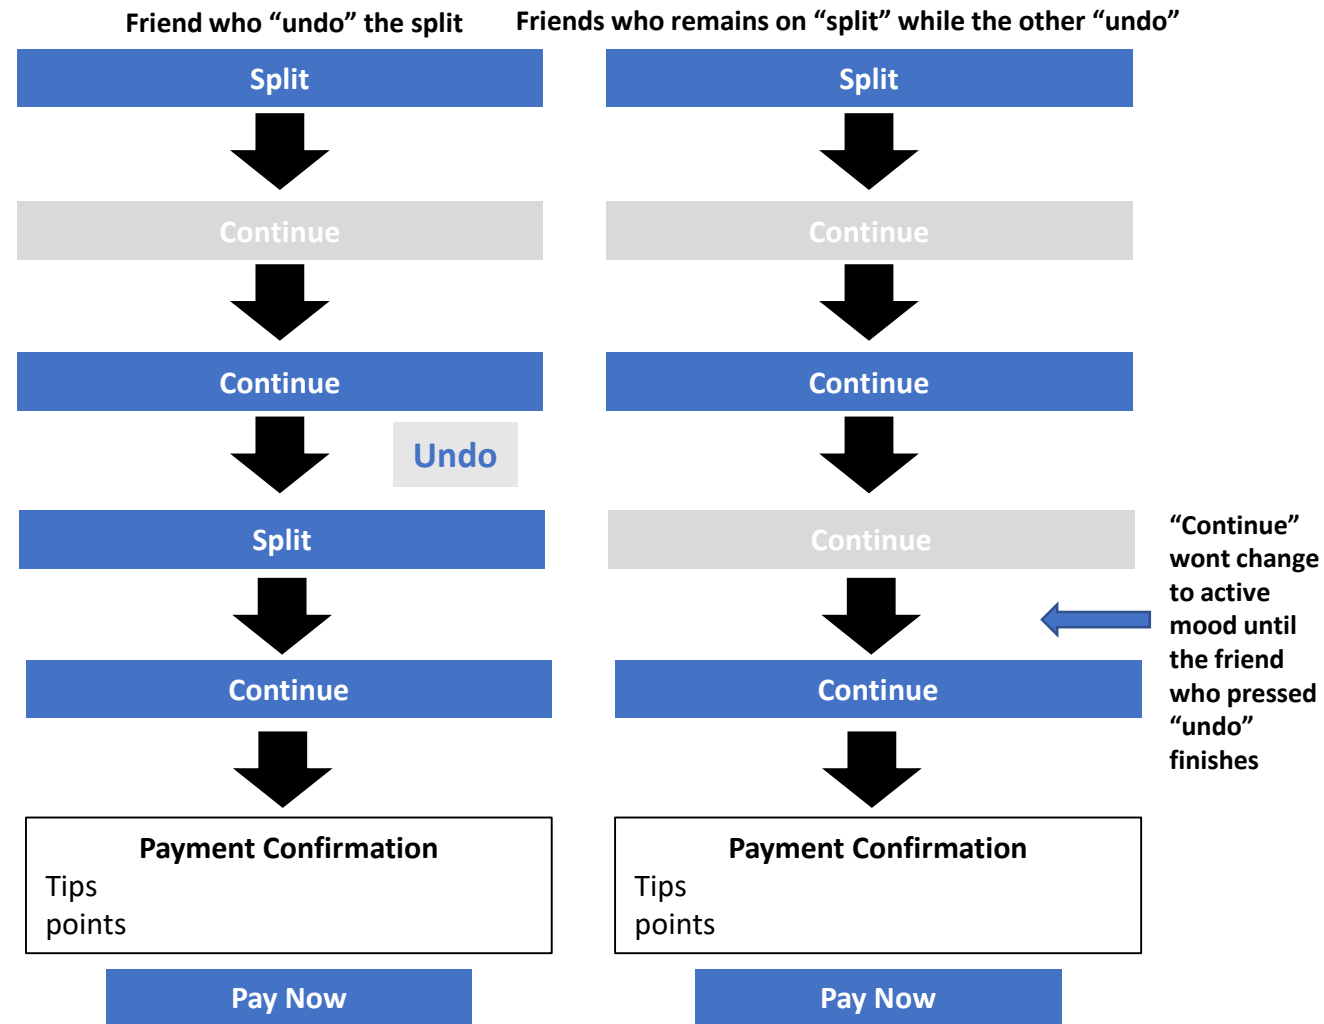 Friend who “undo” the split
Friends who remains on “split” while the other “undo”
Split
Split
Continue
Continue
Continue
Continue
Undo
Split
Continue
“Continue”
wont change
to active
mood until
the friend
who pressed
“undo”
finishes
Continue
Continue
Payment Confirmation
Tips
points
Payment Confirmation
Tips
points
Pay Now
Pay Now